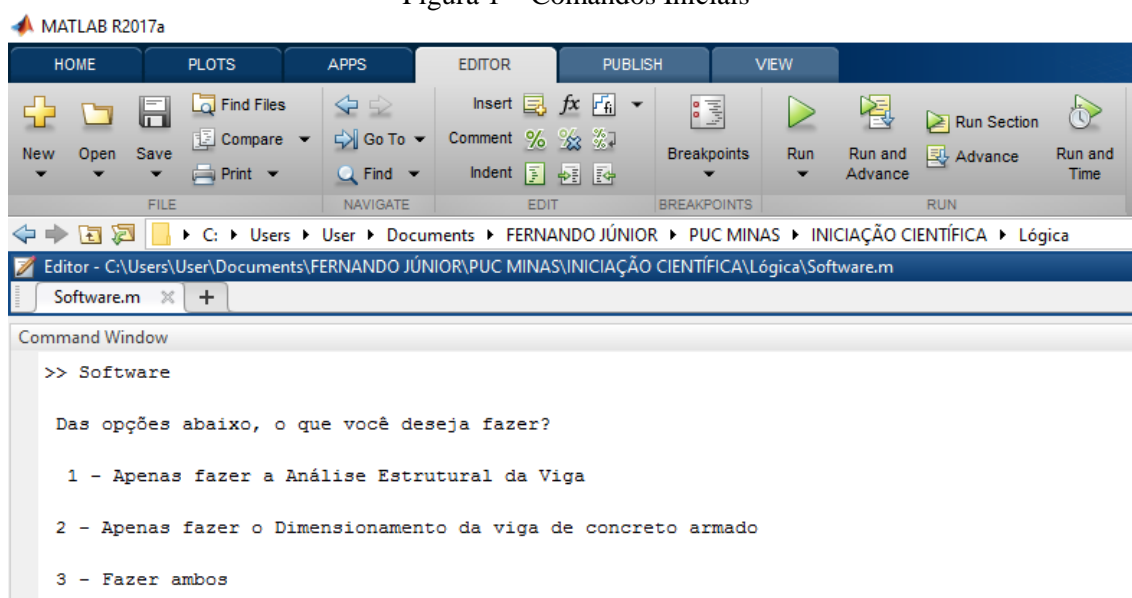 Figura 1 – Comandos Iniciais
MATLAB R2017a
HOME PLOTS APPS EDITOR PUBLISH VIEW
New Open Save Find Files Compare Print
Go To Find
Insert fx fi
Comment
Indent
Breakpoints Run Run and Advance Run Section Advance Run and Time
FILE NAVIGATE EDIT BREAKPOINTS RUN
C: Users User Documents FERNANDO JÚNIOR PUC MINAS INICIAÇÃO CIENTÍFICA Lógica
Editor - C:\Users\User\Documents\FERNANDO JÚNIOR\PUC MINAS\INICIAÇÃO CIENTÍFICA\Lógica\Software.m
Software.m
Command Window
>> Software
Das opções abaixo, o que você deseja fazer?
1 - Apenas fazer a Análise Estrutural da Viga
2 - Apenas fazer o Dimensionamento da viga de concreto armado
3 - Fazer ambos